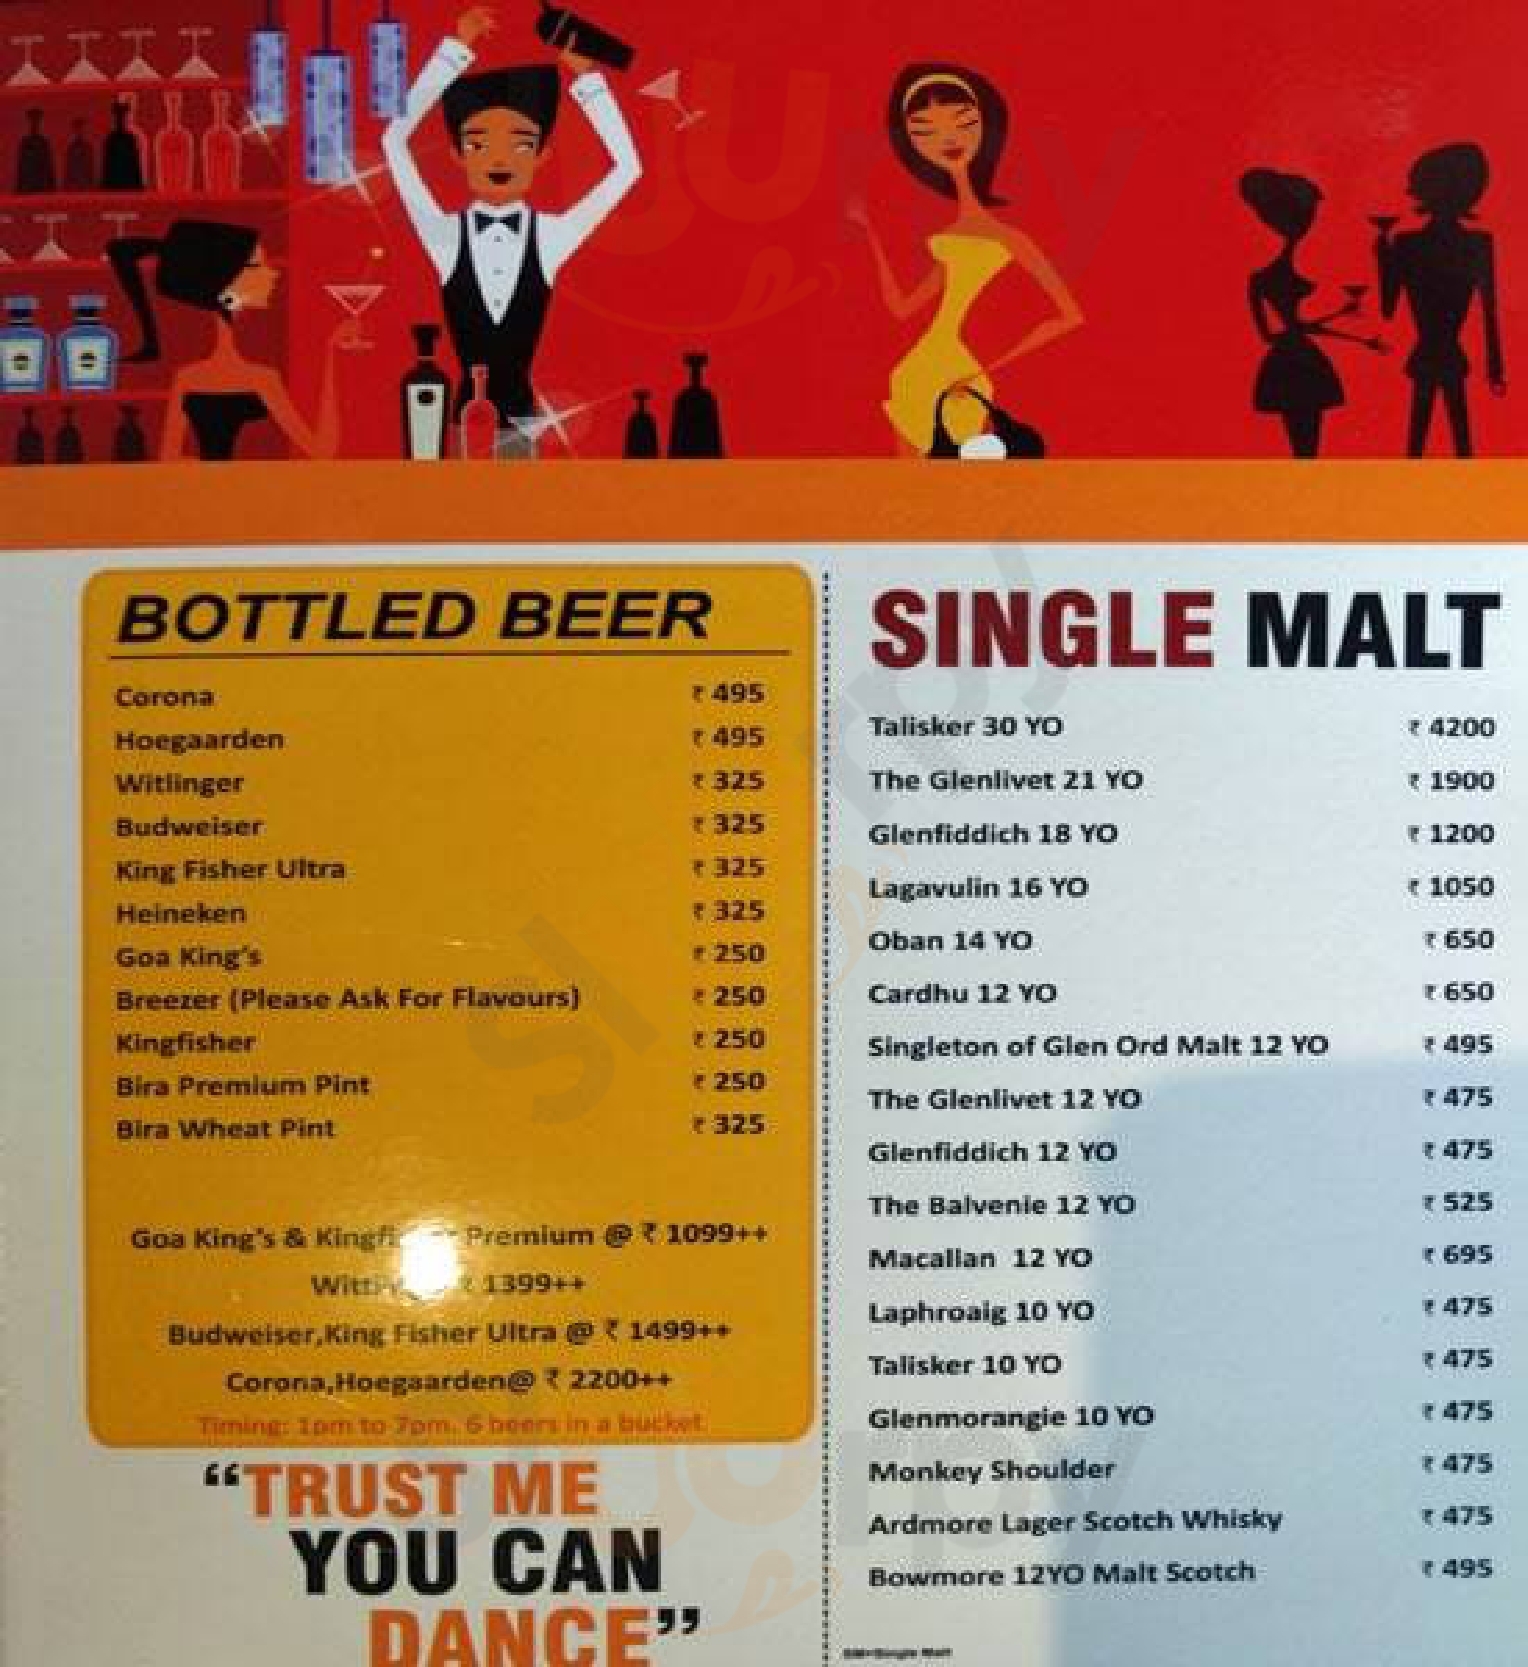 BOTTLED BEER
Corona ₹ 495
Hoegaarden ₹ 495
Witlinger ₹ 325
Budweiser ₹ 325
King Fisher Ultra ₹ 325
Heineken ₹ 325
Goa King's ₹ 250
Breezer (Please Ask For Flavours) ₹ 250
Kingfisher ₹ 250
Bira Premium Pint ₹ 250
Bira Wheat Pint ₹ 325
Goa King's & Premium @ ₹ 1099++
₹ 1399++
Budweiser,King Fisher Ultra @ ₹ 1499++
Corona,Hoegaarden@ ₹ 2200++
Timing: 1pm to 7pm. 6 beers in a bucket
“TRUST ME
YOU CAN
DANCE”
SINGLE MALT
Talisker 30 YO ₹ 4200
The Glenlivet 21 YO ₹ 1900
Glenfiddich 18 YO ₹ 1200
Lagavulin 16 YO ₹ 1050
Oban 14 YO ₹ 650
Cardhu 12 YO ₹ 650
Singleton of Glen Ord Malt 12 YO ₹ 495
The Glenlivet 12 YO ₹ 475
Glenfiddich 12 YO ₹ 475
The Balvenie 12 YO ₹ 525
Macallan 12 YO ₹ 695
Laphroaig 10 YO ₹ 475
Talisker 10 YO ₹ 475
Glenmorangie 10 YO ₹ 475
Monkey Shoulder ₹ 475
Ardmore Lager Scotch Whisky ₹ 475
Bowmore 12YO Malt Scotch ₹ 495
SM=Single Malt